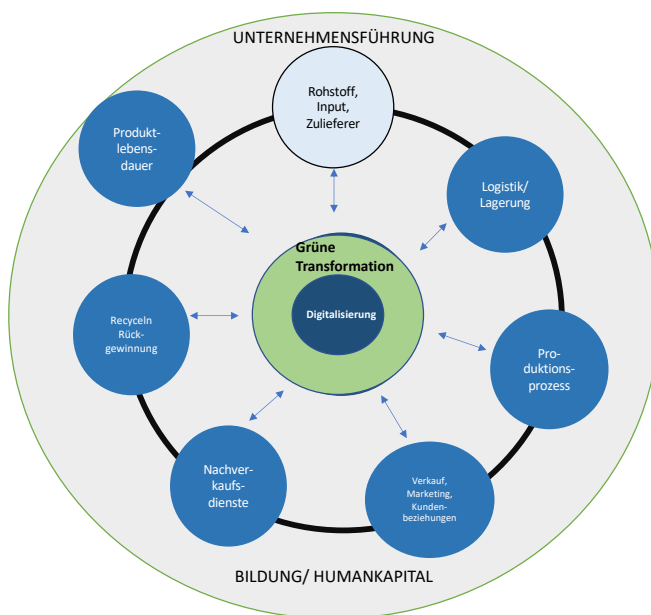 UNTERNEHMENSFÜHRUNG
Rohstoff,
Input,
Zulieferer
Produkt-
lebens-
dauer
Logistik/
Lagerung
Grüne
Transformation
Digitalisierung
Recyceln
Rück-
gewinnung
Pro-
duktions-
prozess
Nachver-
kaufs-
dienste
Verkauf,
Marketing,
Kunden-
beziehungen
BILDUNG/ HUMANKAPITAL